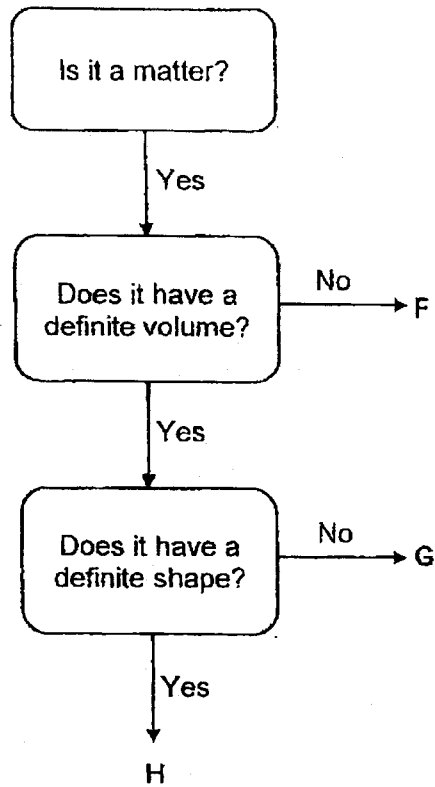 Is it a matter?
Yes
Does it have a
definite volume?
No
F
Yes
Does it have a
definite shape?
No
G
Yes
H